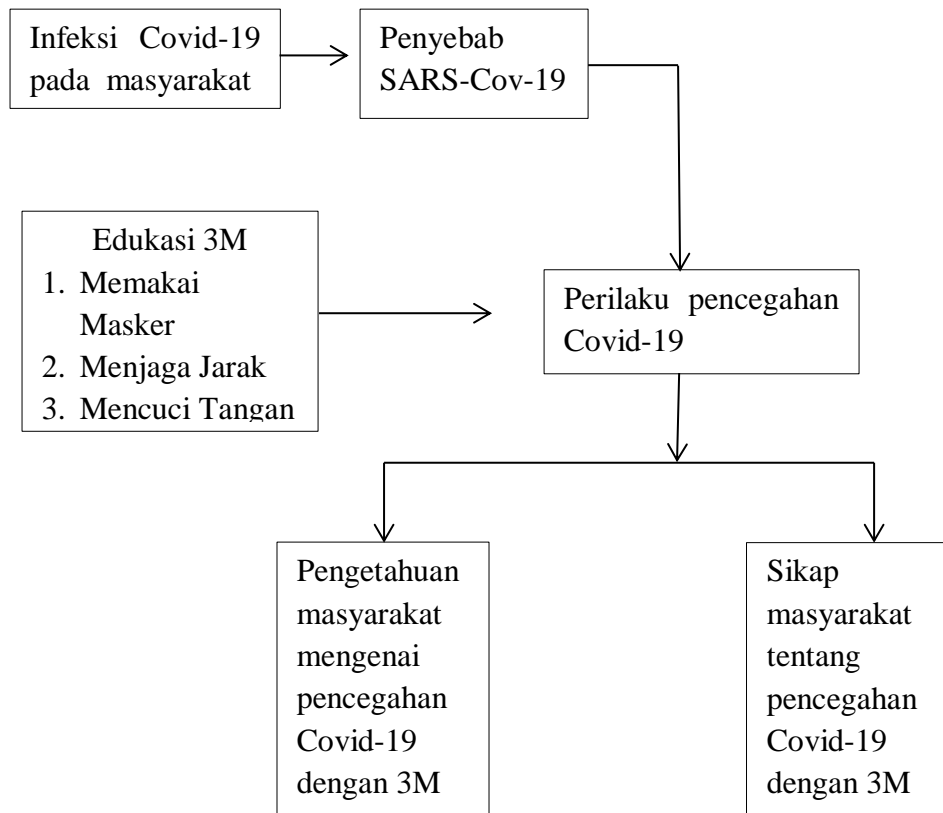 Infeksi Covid-19
pada masyarakat
Penyebab
SARS-Cov-19
Edukasi 3M
1. Memakai
Masker
2. Menjaga Jarak
3. Mencuci Tangan
Perilaku pencegahan
Covid-19
Pengetahuan
masyarakat
mengenai
pencegahan
Covid-19
dengan 3M
Sikap
masyarakat
tentang
pencegahan
Covid-19
dengan 3M